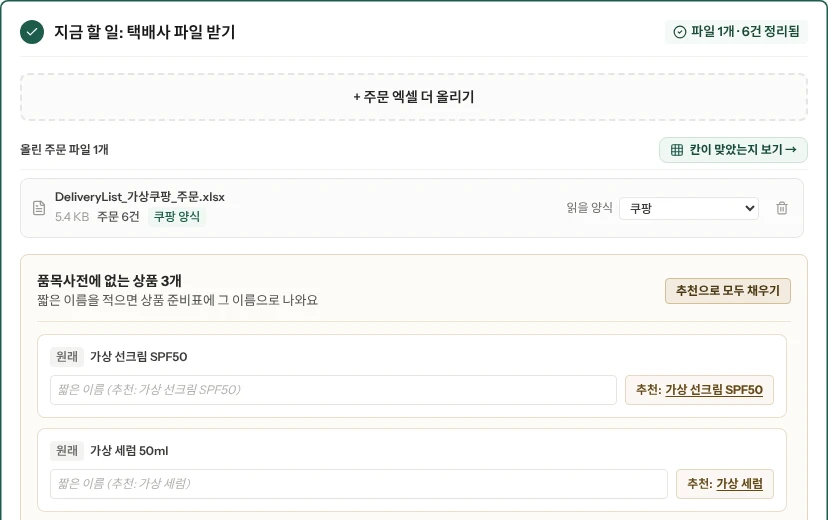 지금 할 일: 택배사 파일 받기
파일 1개·6건 정리됨
+ 주문 엑셀 더 올리기
올린 주문 파일 1개
칸이 맞았는지 보기 →
DeliveryList_가상쿠팡_주문.xlsx
5.4 KB 주문 6건 쿠팡 양식
읽을 양식 쿠팡
품목사전에 없는 상품 3개
짧은 이름을 적으면 상품 준비표에 그 이름으로 나와요
추천으로 모두 채우기
원래 가상 선크림 SPF50
짧은 이름 (추천: 가상 선크림 SPF50)
추천: 가상 선크림 SPF50
원래 가상 세럼 50ml
짧은 이름 (추천: 가상 세럼)
추천: 가상 세럼